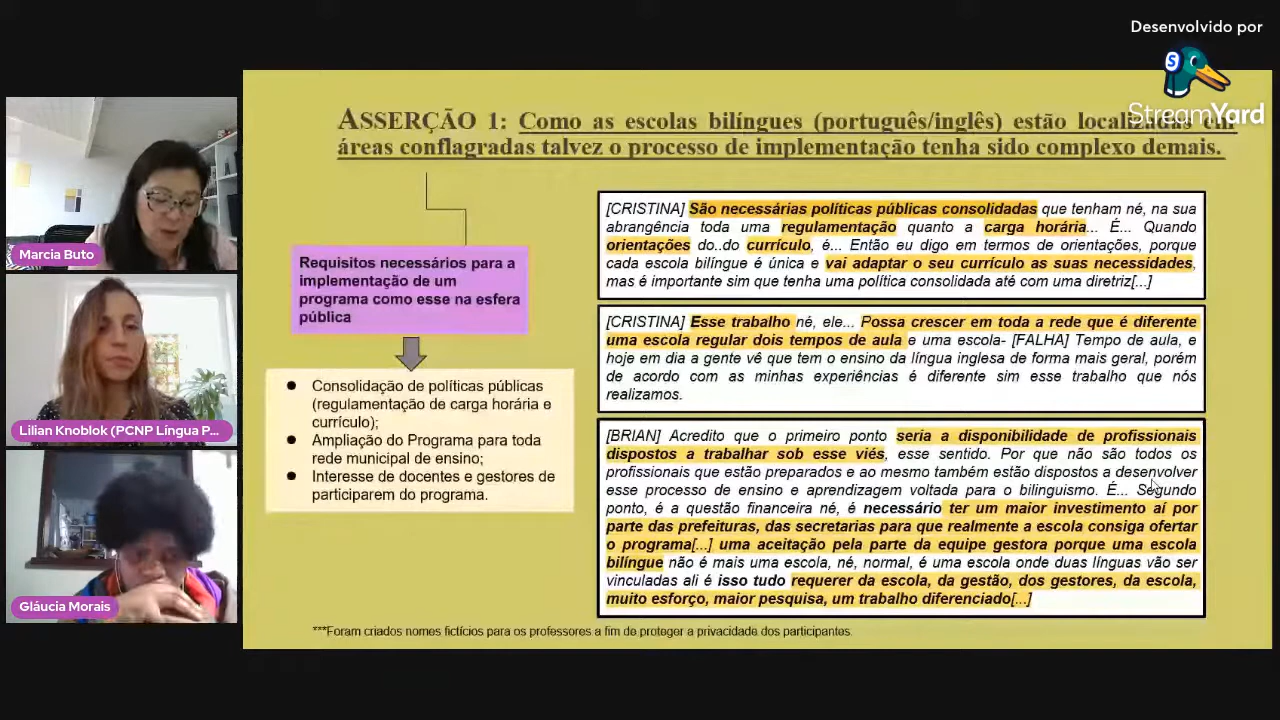 Desenvolvido por
StreamYard
ASSERÇÃO 1: Como as escolas bilíngues (português/inglês) estão
áreas conflagradas talvez o processo de implementação tenha sido complexo demais.
Requisitos necessários para a
implementação de um
programa como esse na esfera
pública
● Consolidação de políticas públicas
(regulamentação de carga horária e
currículo);
● Ampliação do Programa para toda
rede municipal de ensino;
● Interesse de docentes e gestores de
participarem do programa.
[CRISTINA] São necessárias políticas públicas consolidadas que tenham né, na sua
abrangência toda uma regulamentação quanto a carga horária... É... Quando
orientações do..do currículo, é... Então eu digo em termos de orientações, porque
cada escola bilíngue é única e vai adaptar o seu currículo as suas necessidades,
mas é importante sim que tenha uma política consolidada até com uma diretriz[...]
[CRISTINA] Esse trabalho né, ele... Possa crescer em toda a rede que é diferente
uma escola regular dois tempos de aula e uma escola- [FALHA] Tempo de aula, e
hoje em dia a gente vê que tem o ensino da língua inglesa de forma mais geral, porém
de acordo com as minhas experiências é diferente sim esse trabalho que nós
realizamos.
[BRIAN] Acredito que o primeiro ponto seria a disponibilidade de profissionais
dispostos a trabalhar sob esse viés, esse sentido. Por que não são todos os
profissionais que estão preparados e ao mesmo também estão dispostos a desenvolver
esse processo de ensino e aprendizagem voltada para o bilinguismo. É... Segundo
ponto, é a questão financeira né, é necessário ter um maior investimento aí por
parte das prefeituras, das secretarias para que realmente a escola consiga ofertar
o programa[...] uma aceitação pela parte da equipe gestora porque uma escola
bilíngue não é mais uma escola, né, normal, é uma escola onde duas línguas vão ser
vinculadas ali é isso tudo requerer da escola, da gestão, dos gestores, da escola,
muito esforço, maior pesquisa, um trabalho diferenciado[...]
***Foram criados nomes fictícios para os professores a fim de proteger a privacidade dos participantes.
Marcia Buto
Lilian Knoblok (PCNP Língua P...
Gláucia Morais